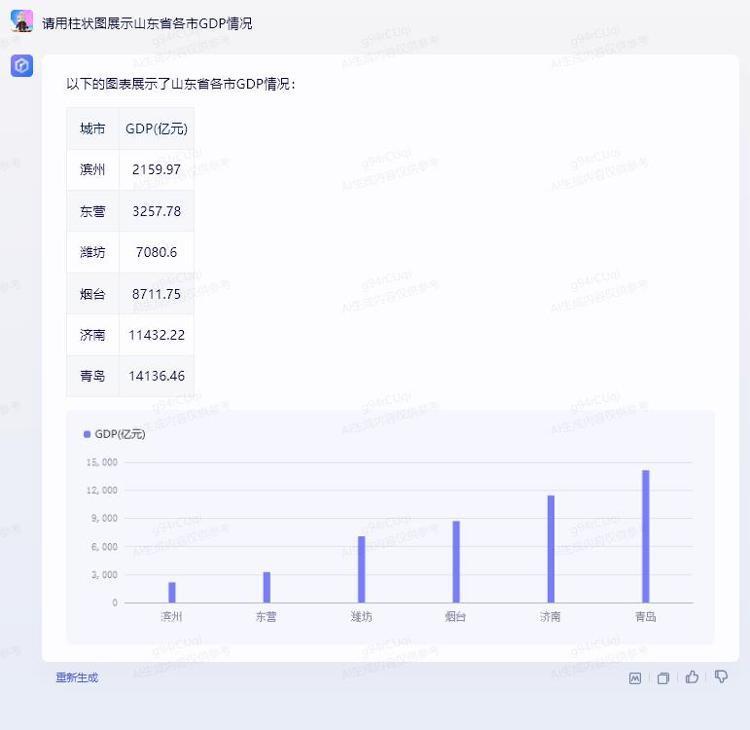 请用柱状图展示山东省各市GDP情况
以下的图表展示了山东省各市GDP情况：
城市 GDP(亿元)
滨州 2159.97
东营 3257.78
潍坊 7080.6
烟台 8711.75
济南 11432.22
青岛 14136.46
GDP(亿元)
15,000
12,000
9,000
6,000
3,000
0
滨州 东营 潍坊 烟台 济南 青岛
重新生成
g94rCUqi
AI生成内容仅供参考